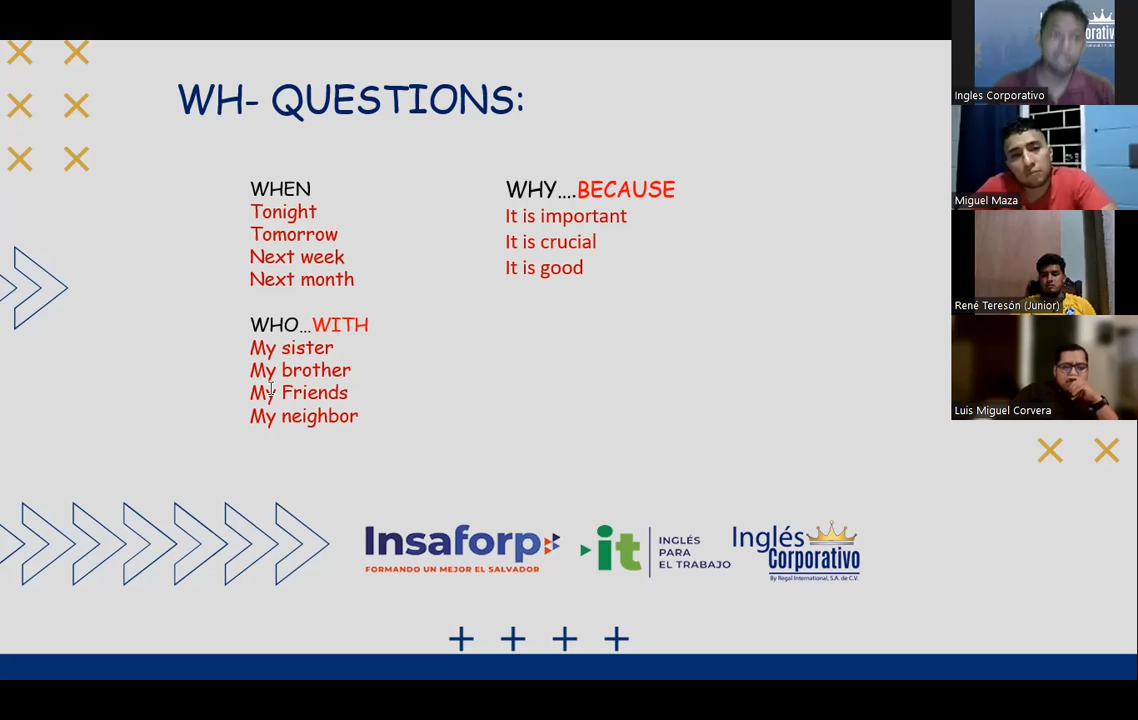 WH- QUESTIONS:
WHEN
Tonight
Tomorrow
Next week
Next month
WHO...WITH
My sister
My brother
My Friends
My neighbor
WHY....BECAUSE
It is important
It is crucial
It is good
Insaforp
FORMANDO UN MEJOR EL SALVADOR
it
INGLÉS
PARA
EL TRABAJO
Inglés
Corporativo
By Regal International, S.A. de C.V.
orativ
Ingles Corporativo
Miguel Maza
René Teresón (Junior)
Luis Miguel Corvera